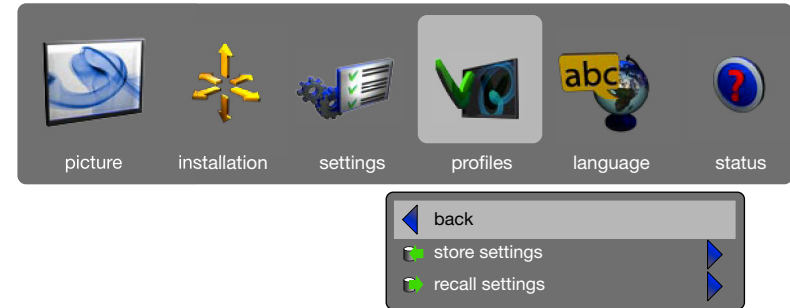 abc
picture installation settings profiles language status
back
store settings
recall settings